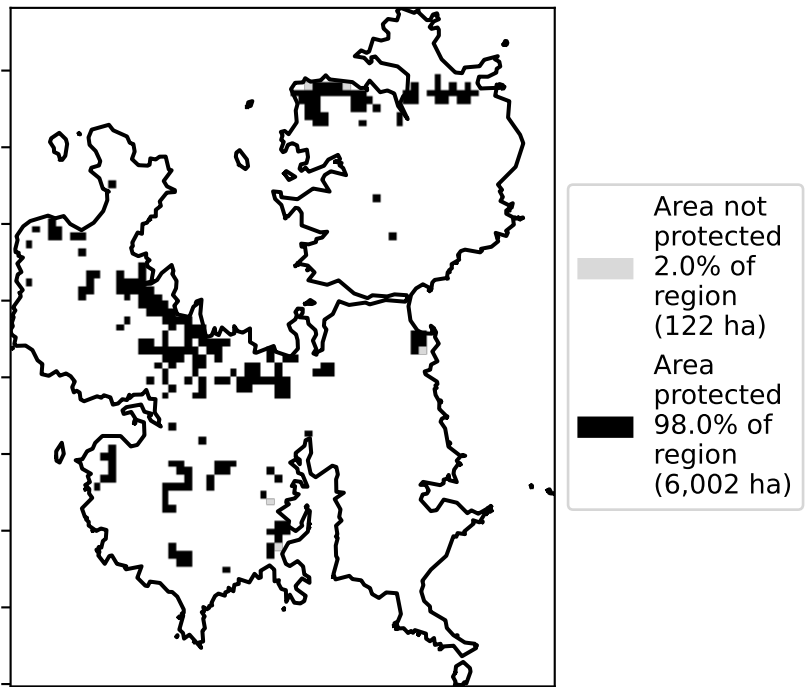 Area not
protected
2.0% of
region
(122 ha)
Area
protected
98.0% of
region
(6,002 ha)